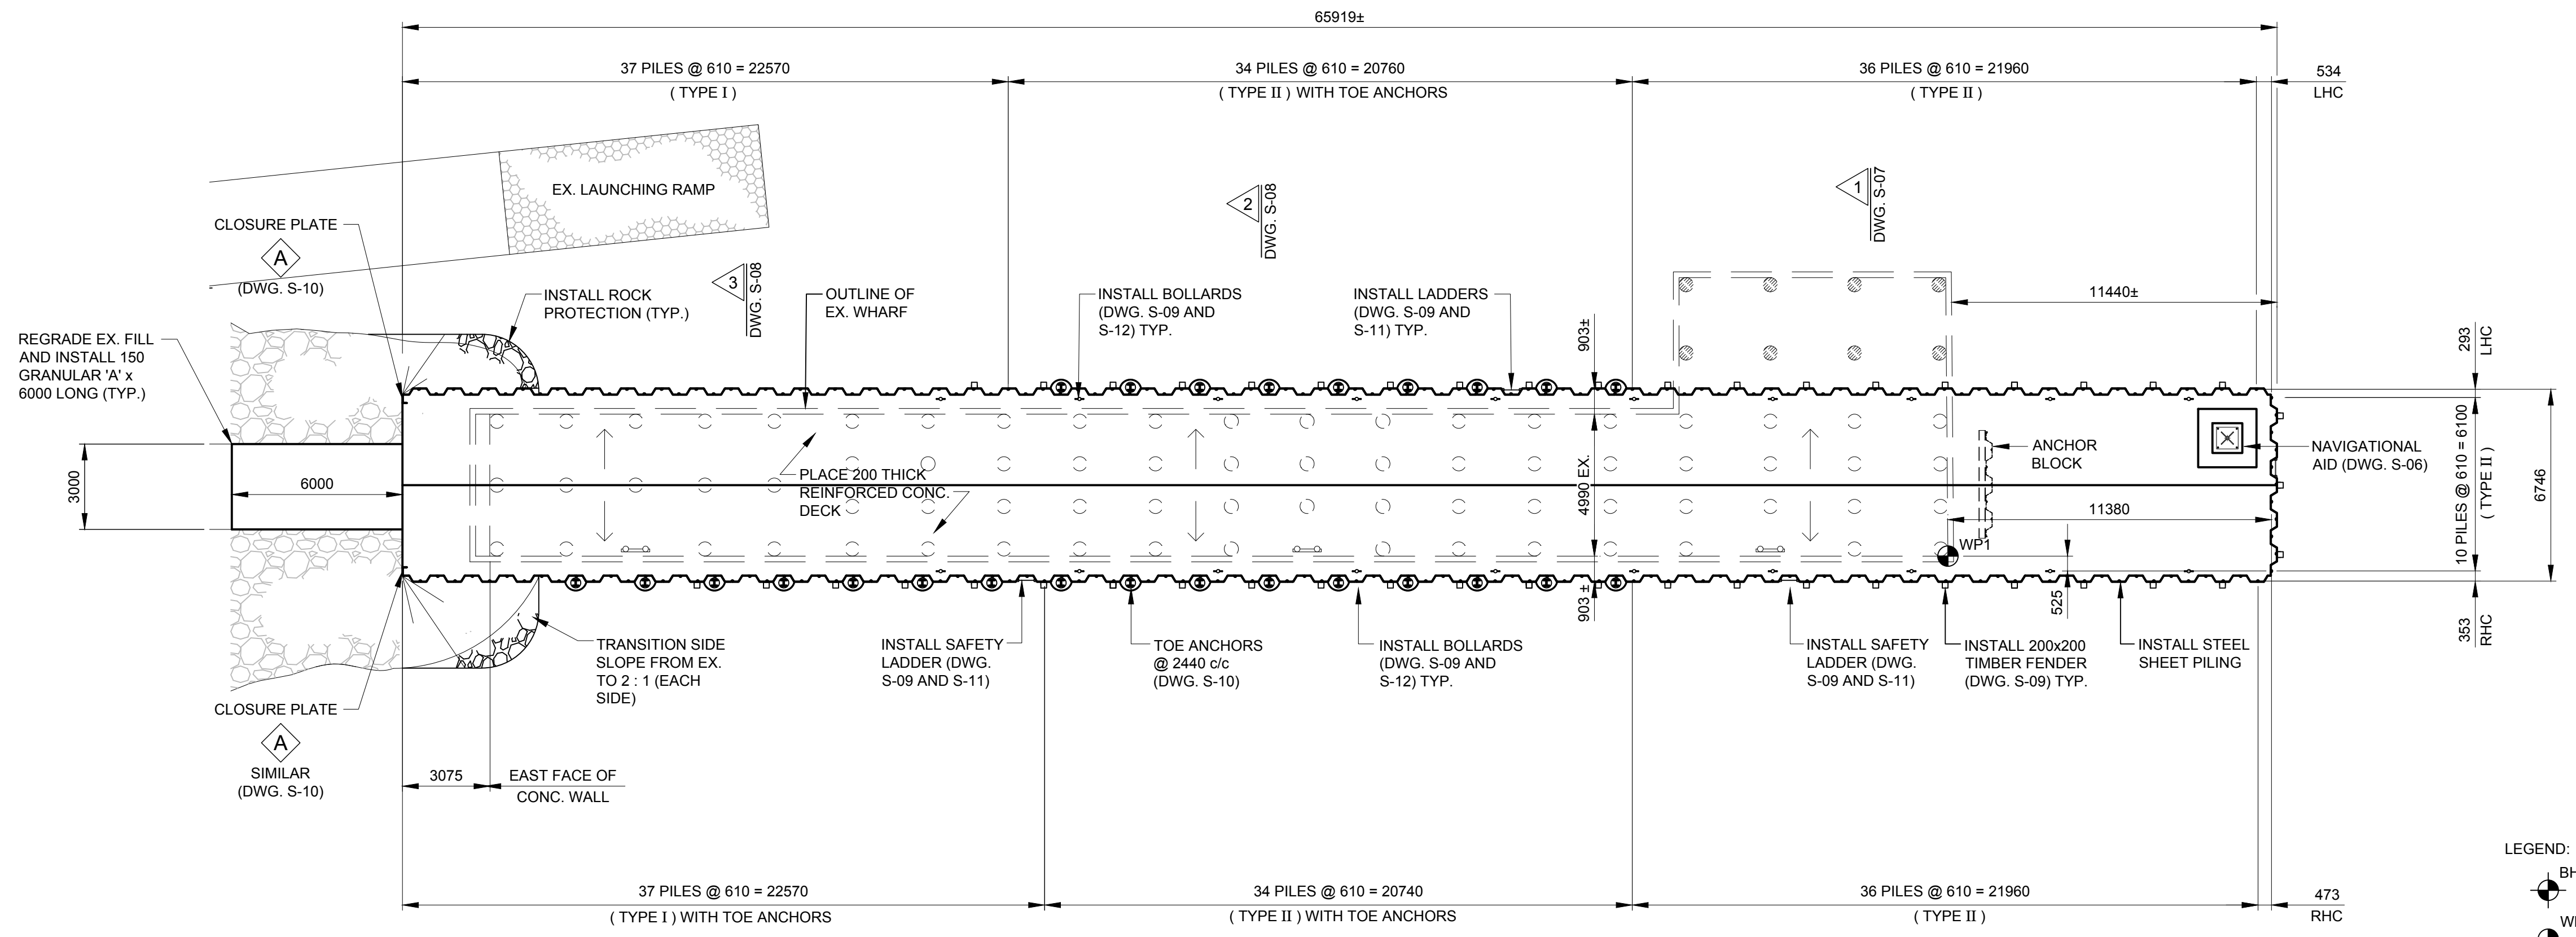 65919±
37 PILES @ 610 = 22570
( TYPE I )
34 PILES @ 610 = 20760
( TYPE II ) WITH TOE ANCHORS
36 PILES @ 610 = 21960
( TYPE II )
534
LHC
EX. LAUNCHING RAMP
CLOSURE PLATE
A
(DWG. S-10)
3
DWG. S-08
2
DWG. S-08
1
DWG. S-07
INSTALL ROCK
PROTECTION (TYP.)
OUTLINE OF
EX. WHARF
INSTALL BOLLARDS
(DWG. S-09 AND
S-12) TYP.
INSTALL LADDERS
(DWG. S-09 AND
S-11) TYP.
903±
11440±
293
LHC
REGRADE EX. FILL
AND INSTALL 150
GRANULAR 'A' x
6000 LONG (TYP.)
3000
6000
PLACE 200 THICK
REINFORCED CONC.
DECK
4990 EX.
ANCHOR
BLOCK
NAVIGATIONAL
AID (DWG. S-06)
11380
WP1
10 PILES @ 610 = 6100
( TYPE II )
6746
903 ±
525
353
RHC
TRANSITION SIDE
SLOPE FROM EX.
TO 2 : 1 (EACH
SIDE)
INSTALL SAFETY
LADDER (DWG.
S-09 AND S-11)
TOE ANCHORS
@ 2440 c/c
(DWG. S-10)
INSTALL BOLLARDS
(DWG. S-09 AND
S-12) TYP.
INSTALL SAFETY
LADDER (DWG.
S-09 AND S-11)
INSTALL 200x200
TIMBER FENDER
(DWG. S-09) TYP.
INSTALL STEEL
SHEET PILING
CLOSURE PLATE
A
SIMILAR
(DWG. S-10)
3075
EAST FACE OF
CONC. WALL
37 PILES @ 610 = 22570
( TYPE I ) WITH TOE ANCHORS
34 PILES @ 610 = 20740
( TYPE II ) WITH TOE ANCHORS
36 PILES @ 610 = 21960
( TYPE II )
473
RHC
LEGEND: